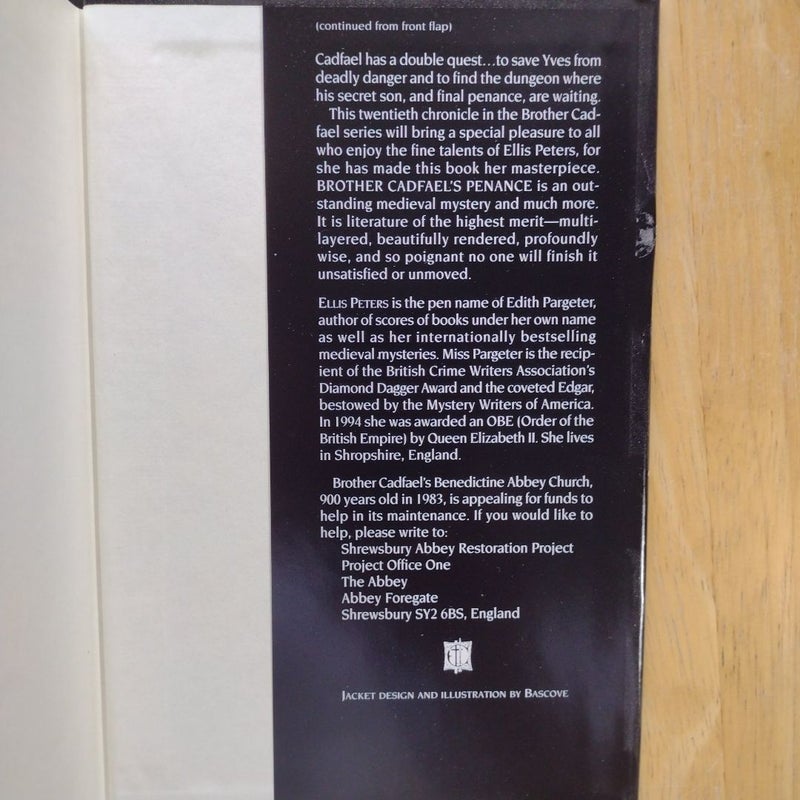 (continued from front flap)
Cadfael has a double quest...to save Yves from
deadly danger and to find the dungeon where
his secret son, and final penance, are waiting.
This twentieth chronicle in the Brother Cad-
fael series will bring a special pleasure to all
who enjoy the fine talents of Ellis Peters, for
she has made this book her masterpiece.
BROTHER CADFAEL'S PENANCE is an out-
standing medieval mystery and much more.
It is literature of the highest merit—multi-
layered, beautifully rendered, profoundly
wise, and so poignant no one will finish it
unsatisfied or unmoved.
ELLIS PETERS is the pen name of Edith Pargeter,
author of scores of books under her own name
as well as her internationally bestselling
medieval mysteries. Miss Pargeter is the recip-
ient of the British Crime Writers Association's
Diamond Dagger Award and the coveted Edgar,
bestowed by the Mystery Writers of America.
In 1994 she was awarded an OBE (Order of the
British Empire) by Queen Elizabeth II. She lives
in Shropshire, England.
Brother Cadfael's Benedictine Abbey Church,
900 years old in 1983, is appealing for funds to
help in its maintenance. If you would like to
help, please write to:
Shrewsbury Abbey Restoration Project
Project Office One
The Abbey
Abbey Foregate
Shrewsbury SY2 6BS, England
JACKET DESIGN AND ILLUSTRATION BY BASCOVE